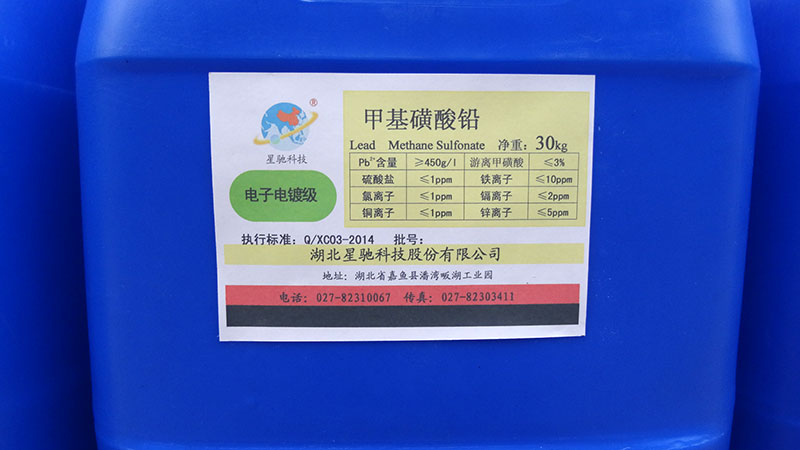 ®
星驰科技
电子电镀级
甲基磺酸铅
Lead Methane Sulfonate 净重：30kg
Pb²⁺含量 ≥450g/l 游离甲磺酸 ≤3%
硫酸盐 ≤1ppm 铁离子 ≤10ppm
氯离子 ≤1ppm 镉离子 ≤2ppm
铜离子 ≤1ppm 锌离子 ≤5ppm
执行标准：Q/XC03-2014 批号：
湖北星驰科技股份有限公司
地址：湖北省嘉鱼县潘湾畈湖工业园
电话：027-82310067 传真：027-82303411